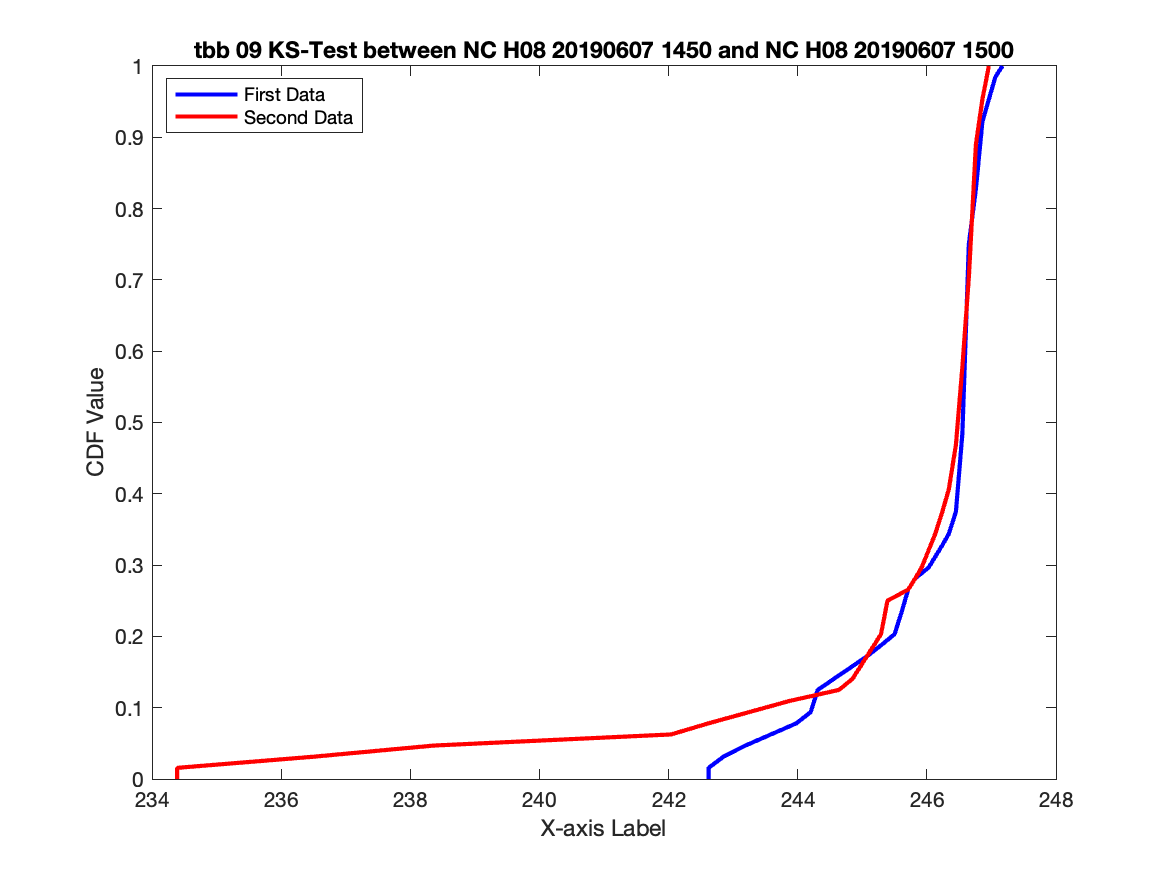 tbb 09 KS-Test between NC H08 20190607 1450 and NC H08 20190607 1500
First Data
Second Data
1
0.9
0.8
0.7
0.6
0.5
0.4
0.3
0.2
0.1
0
CDF Value
234 236 238 240 242 244 246 248
X-axis Label